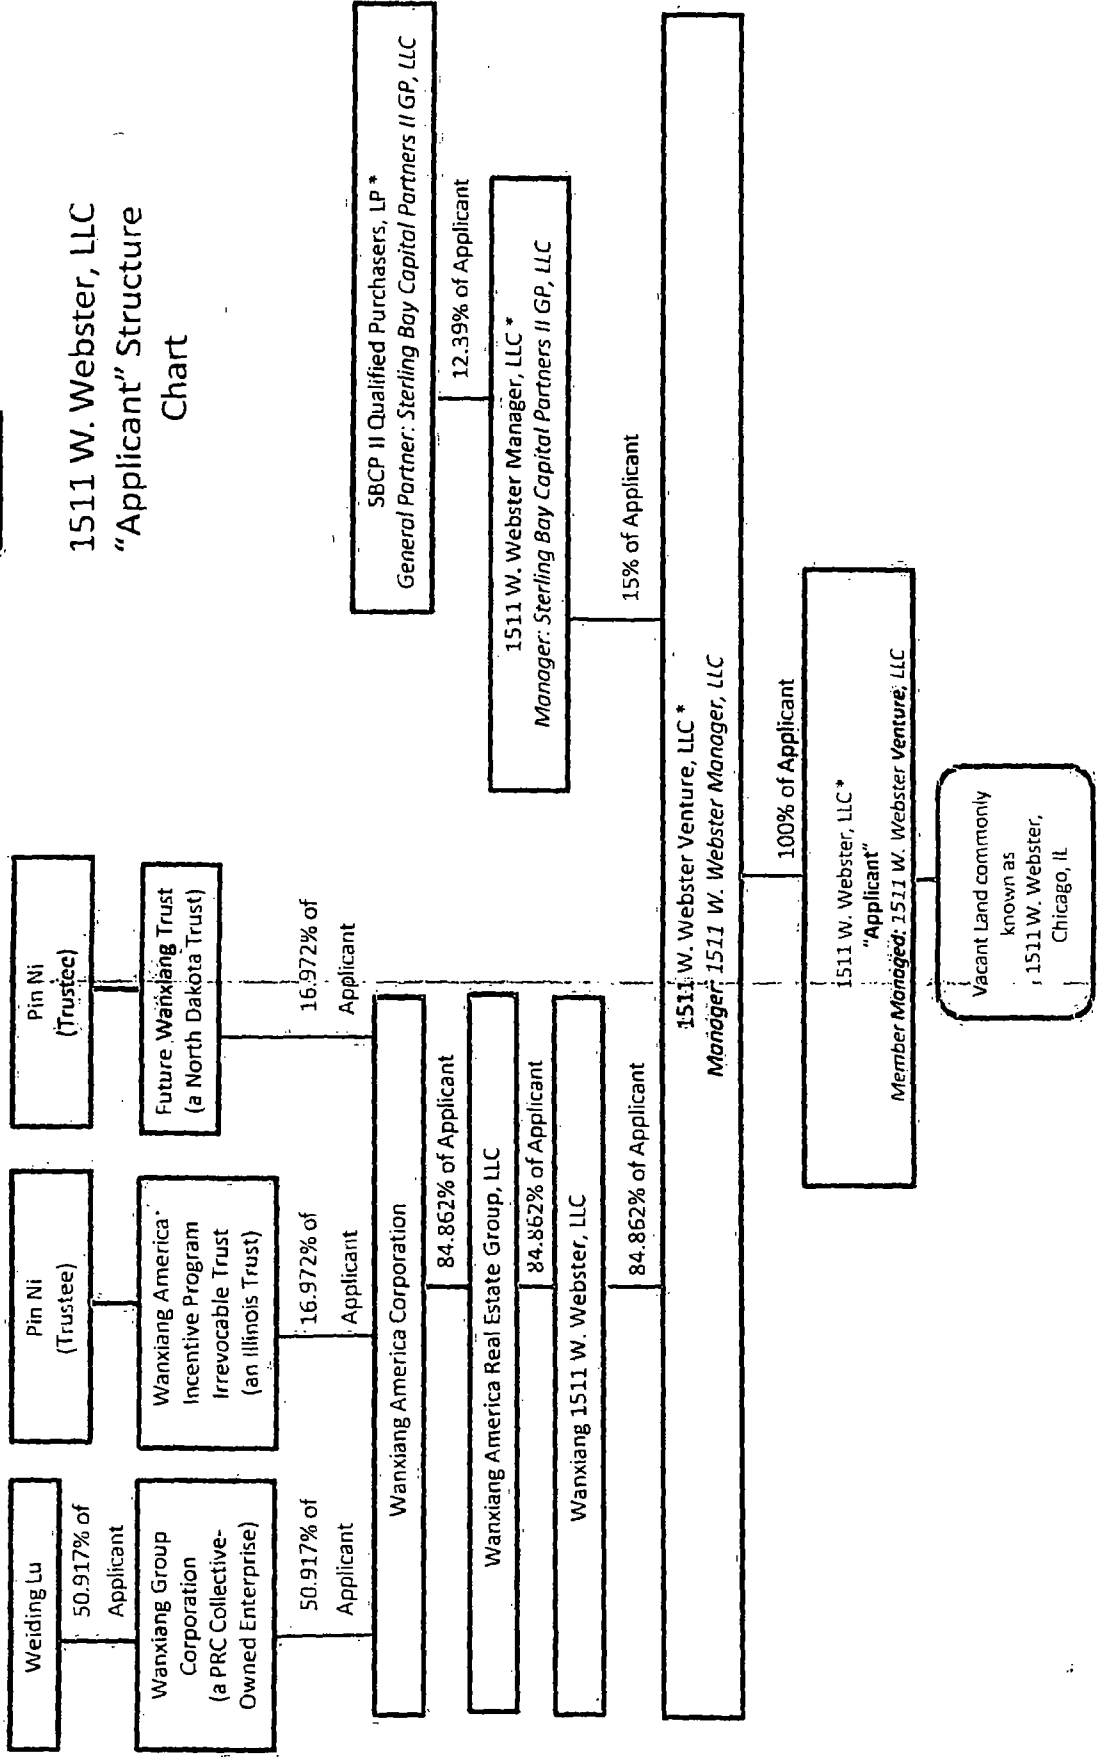 1511 W. Webster, LLC
“Applicant” Structure
Chart
Weiding Lu
50.917% of
Applicant
Wanxiang Group
Corporation
(a PRC Collective-
Owned Enterprise)
50.917% of
Applicant
Pin Ni
(Trustee)
Wanxiang America
Incentive Program
Irrevocable Trust
(an Illinois Trust)
16.972% of
Applicant
Pin Ni
(Trustee)
Future Wanxiang Trust
(a North Dakota Trust)
16.972% of
Applicant
Wanxiang America Corporation
84.862% of Applicant
Wanxiang America Real Estate Group, LLC
84.862% of Applicant
Wanxiang 1511 W. Webster, LLC
84.862% of Applicant
SBCP II Qualified Purchasers, LP *
General Partner: Sterling Bay Capital Partners II GP, LLC
12.39% of Applicant
1511 W. Webster Manager, LLC *
Manager: Sterling Bay Capital Partners II GP, LLC
15% of Applicant
1511 W. Webster Venture, LLC *
Manager: 1511 W. Webster Manager, LLC
100% of Applicant
1511 W. Webster, LLC *
“Applicant”
Member Managed: 1511 W. Webster Venture, LLC
Vacant Land commonly
known as
1511 W. Webster,
Chicago, IL